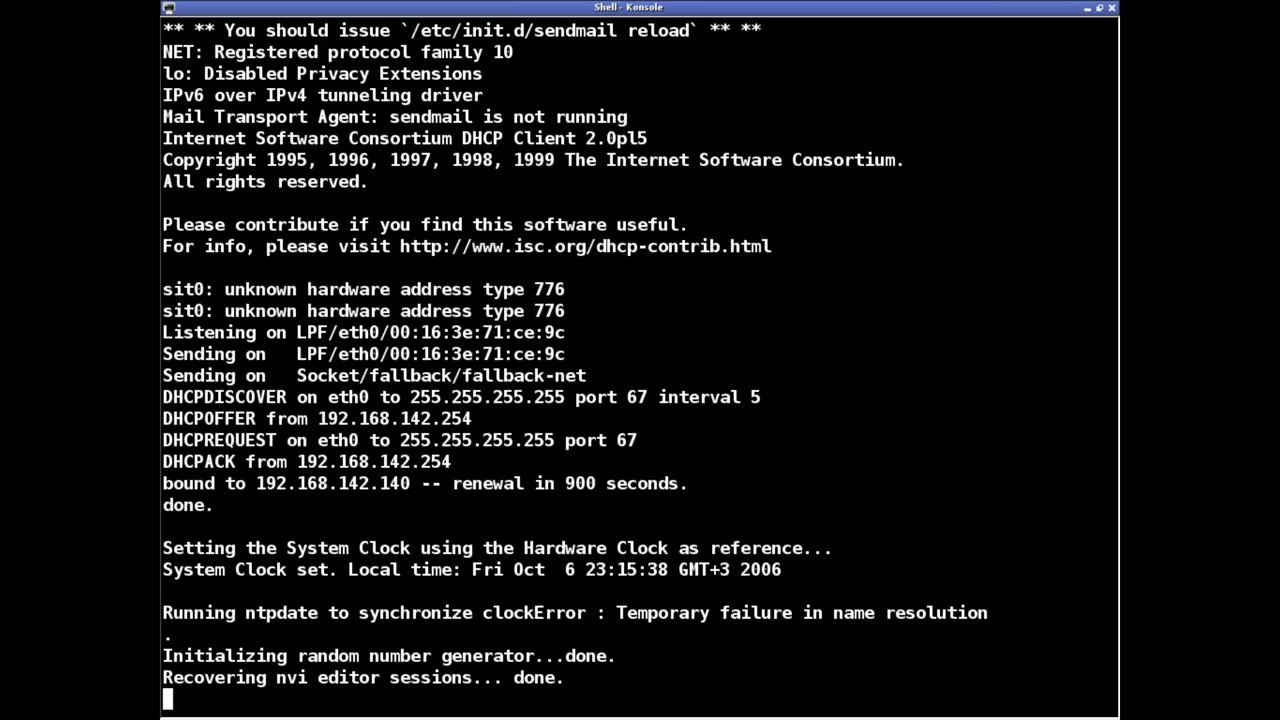 Shell - Konsole
** ** You should issue `/etc/init.d/sendmail reload` ** **
NET: Registered protocol family 10
lo: Disabled Privacy Extensions
IPv6 over IPv4 tunneling driver
Mail Transport Agent: sendmail is not running
Internet Software Consortium DHCP Client 2.0pl5
Copyright 1995, 1996, 1997, 1998, 1999 The Internet Software Consortium.
All rights reserved.
Please contribute if you find this software useful.
For info, please visit http://www.isc.org/dhcp-contrib.html
sit0: unknown hardware address type 776
sit0: unknown hardware address type 776
Listening on LPF/eth0/00:16:3e:71:ce:9c
Sending on   LPF/eth0/00:16:3e:71:ce:9c
Sending on   Socket/fallback/fallback-net
DHCPDISCOVER on eth0 to 255.255.255.255 port 67 interval 5
DHCPOFFER from 192.168.142.254
DHCPREQUEST on eth0 to 255.255.255.255 port 67
DHCPACK from 192.168.142.254
bound to 192.168.142.140 -- renewal in 900 seconds.
done.
Setting the System Clock using the Hardware Clock as reference...
System Clock set. Local time: Fri Oct  6 23:15:38 GMT+3 2006
Running ntpdate to synchronize clockError : Temporary failure in name resolution
.
Initializing random number generator...done.
Recovering nvi editor sessions... done.